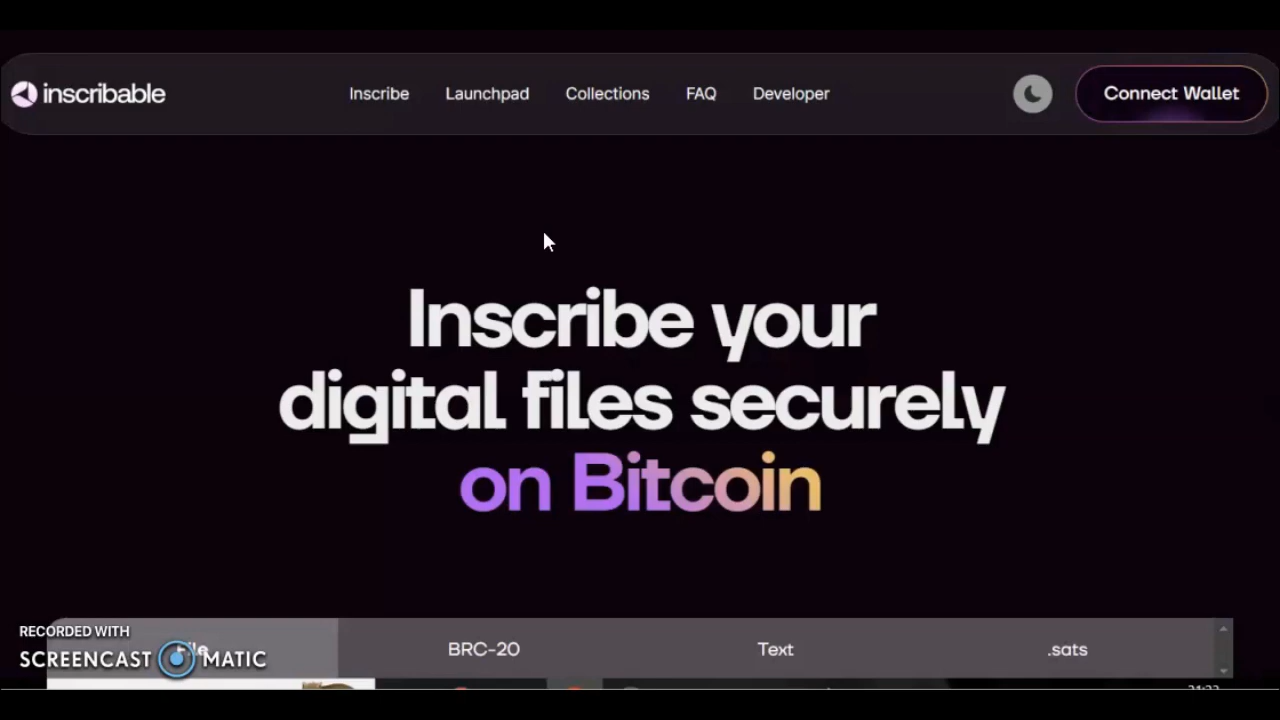 inscribable
Inscribe
Launchpad
Collections
FAQ
Developer
Connect Wallet
Inscribe your
digital files securely
on Bitcoin
File
BRC-20
Text
.sats
RECORDED WITH
SCREENCAST MATIC